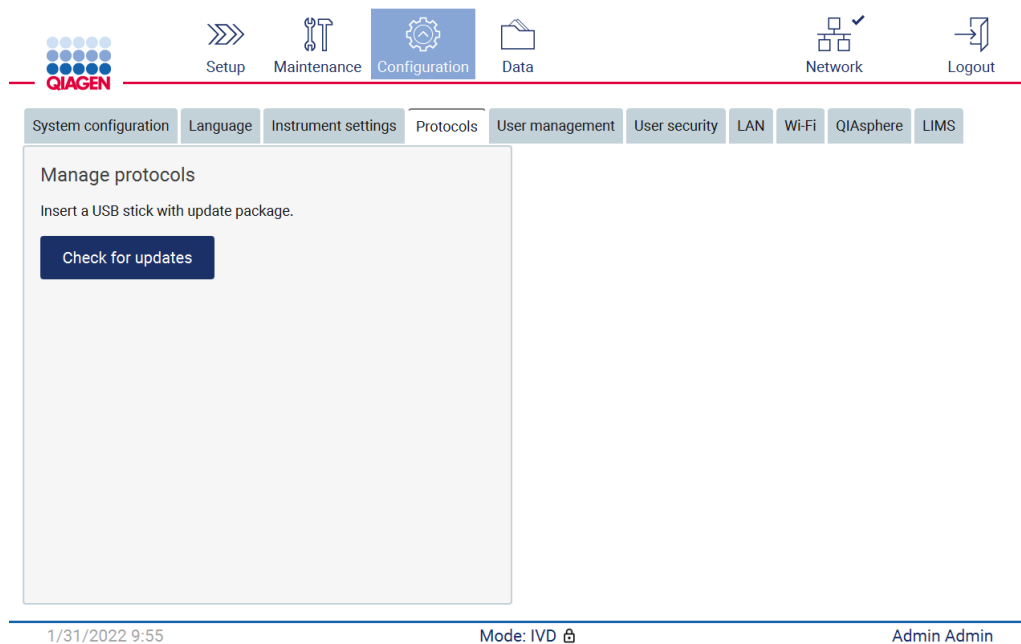 QIAGEN
Setup
Maintenance
Configuration
Data
Network
Logout
System configuration
Language
Instrument settings
Protocols
User management
User security
LAN
Wi-Fi
QIAsphere
LIMS
Manage protocols
Insert a USB stick with update package.
Check for updates
1/31/2022 9:55
Mode: IVD
Admin Admin